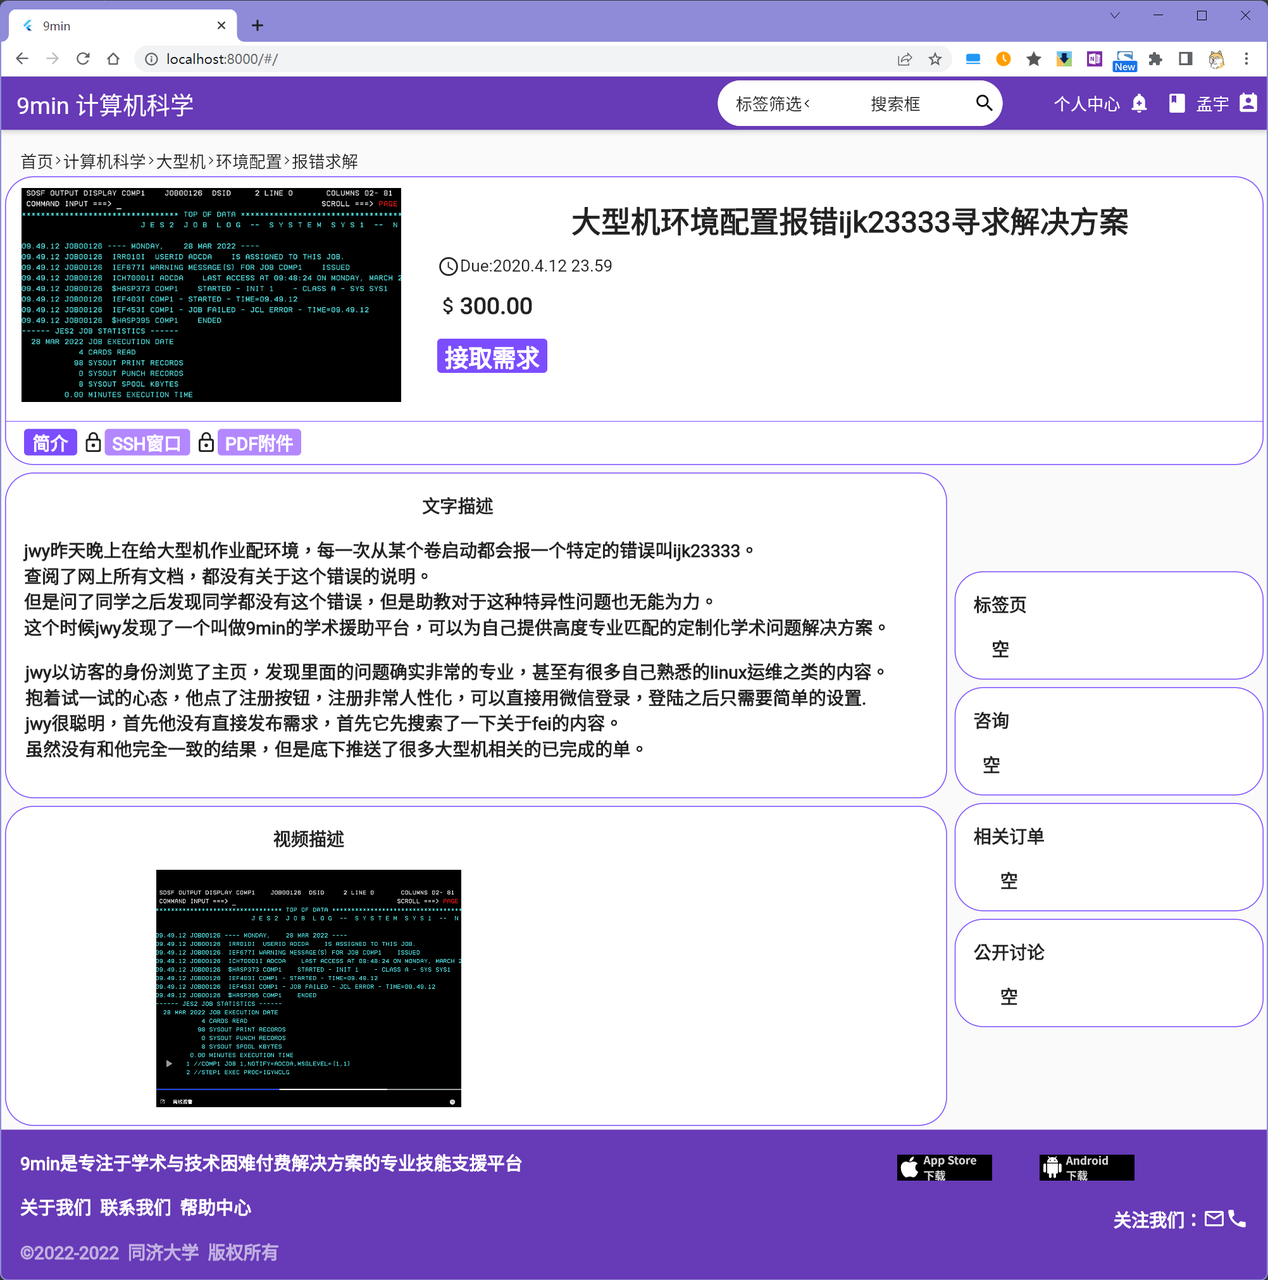 9min
localhost:8000/#/
New
9min 计算机科学
标签筛选<
搜索框
个人中心
孟宇
首页>计算机科学>大型机>环境配置>报错求解
SDSF OUTPUT DISPLAY COMP1 JOB00126 DSID 2 LINE 0 COLUMNS 02- 81
COMMAND INPUT ===> _ SCROLL ===> PAGE
******************************** TOP OF DATA **********************************
J E S 2 J O B L O G -- S Y S T E M S Y S 1 -- N
09.49.12 JOB00126 ---- MONDAY, 28 MAR 2022 ----
09.49.12 JOB00126 IRR010I USERID AOCDA IS ASSIGNED TO THIS JOB.
09.49.12 JOB00126 IEF677I WARNING MESSAGE(S) FOR JOB COMP1 ISSUED
09.49.12 JOB00126 ICH70001I AOCDA LAST ACCESS AT 09:48:24 ON MONDAY, MARCH 2
09.49.12 JOB00126 $HASP373 COMP1 STARTED - INIT 1 - CLASS A - SYS SYS1
09.49.12 JOB00126 IEF403I COMP1 - STARTED - TIME=09.49.12
09.49.12 JOB00126 IEF453I COMP1 - JOB FAILED - JCL ERROR - TIME=09.49.12
09.49.12 JOB00126 $HASP395 COMP1 ENDED
------ JES2 JOB STATISTICS ------
28 MAR 2022 JOB EXECUTION DATE
4 CARDS READ
98 SYSOUT PRINT RECORDS
0 SYSOUT PUNCH RECORDS
8 SYSOUT SPOOL KBYTES
0.00 MINUTES EXECUTION TIME
大型机环境配置报错ijk23333寻求解决方案
Due:2020.4.12 23.59
$ 300.00
接取需求
简介
SSH窗口
PDF附件
文字描述
jwy昨天晚上在给大型机作业配环境，每一次从某个卷启动都会报一个特定的错误叫ijk23333。
查阅了网上所有文档，都没有关于这个错误的说明。
但是问了同学之后发现同学都没有这个错误，但是助教对于这种特异性问题也无能为力。
这个时候jwy发现了一个叫做9min的学术援助平台，可以为自己提供高度专业匹配的定制化学术问题解决方案。
jwy以访客的身份浏览了主页，发现里面的问题确实非常的专业，甚至有很多自己熟悉的linux运维之类的内容。
抱着试一试的心态，他点了注册按钮，注册非常人性化，可以直接用微信登录，登陆之后只需要简单的设置.
jwy很聪明，首先他没有直接发布需求，首先它先搜索了一下关于fei的内容。
虽然没有和他完全一致的结果，但是底下推送了很多大型机相关的已完成的单。
标签页
空
咨询
空
相关订单
空
公开讨论
空
视频描述
SDSF OUTPUT DISPLAY COMP1 JOB00126 DSID 2 LINE 0 COLUMNS 02- 81
COMMAND INPUT ===> _ SCROLL ===> PAGE
******************************** TOP OF DATA **********************************
J E S 2 J O B L O G -- S Y S T E M S Y S 1 -- N
09.49.12 JOB00126 ---- MONDAY, 28 MAR 2022 ----
09.49.12 JOB00126 IRR010I USERID AOCDA IS ASSIGNED TO THIS JOB.
09.49.12 JOB00126 IEF677I WARNING MESSAGE(S) FOR JOB COMP1 ISSUED
09.49.12 JOB00126 ICH70001I AOCDA LAST ACCESS AT 09:48:24 ON MONDAY, MARCH 2
09.49.12 JOB00126 $HASP373 COMP1 STARTED - INIT 1 - CLASS A - SYS SYS1
09.49.12 JOB00126 IEF403I COMP1 - STARTED - TIME=09.49.12
09.49.12 JOB00126 IEF453I COMP1 - JOB FAILED - JCL ERROR - TIME=09.49.12
09.49.12 JOB00126 $HASP395 COMP1 ENDED
------ JES2 JOB STATISTICS ------
28 MAR 2022 JOB EXECUTION DATE
4 CARDS READ
98 SYSOUT PRINT RECORDS
0 SYSOUT PUNCH RECORDS
8 SYSOUT SPOOL KBYTES
0.00 MINUTES EXECUTION TIME
1 //COMP1 JOB 1,NOTIFY=AOCDA,MSGLEVEL=(1,1)
2 //STEP1 EXEC PROC=IGYWCLG
9min是专注于学术与技术困难付费解决方案的专业技能支援平台
App Store
下载
Android
下载
关于我们 联系我们 帮助中心
关注我们：
©2022-2022 同济大学 版权所有